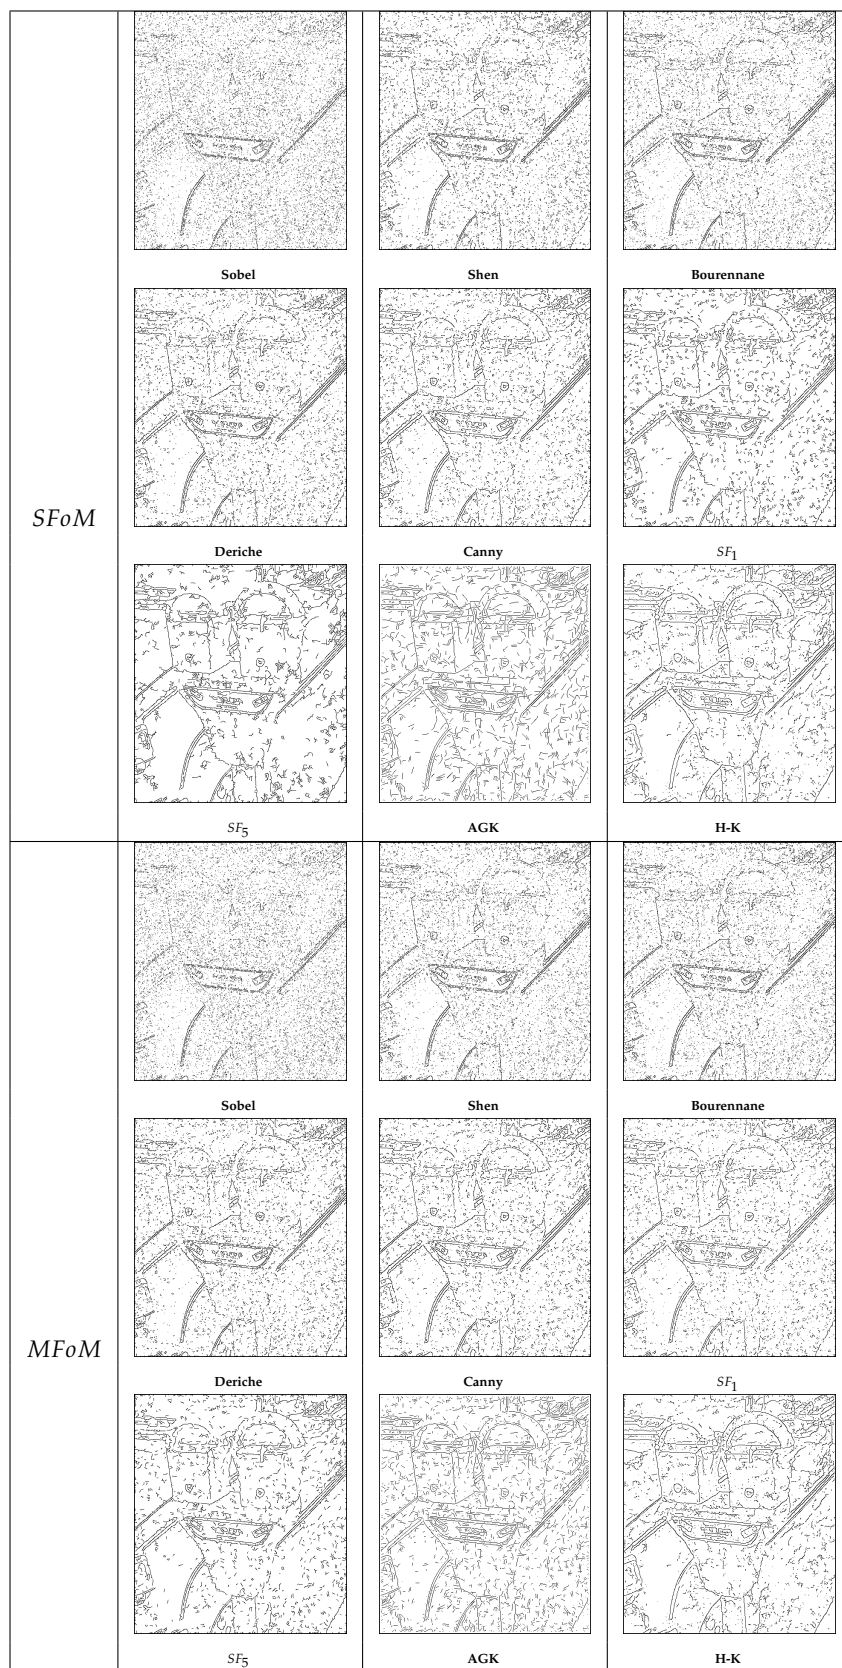 Sobel Shen Bourennane
SFoM
Deriche Canny SF1
SF5 AGK H-K
Sobel Shen Bourennane
MFoM
Deriche Canny SF1
SF5 AGK H-K